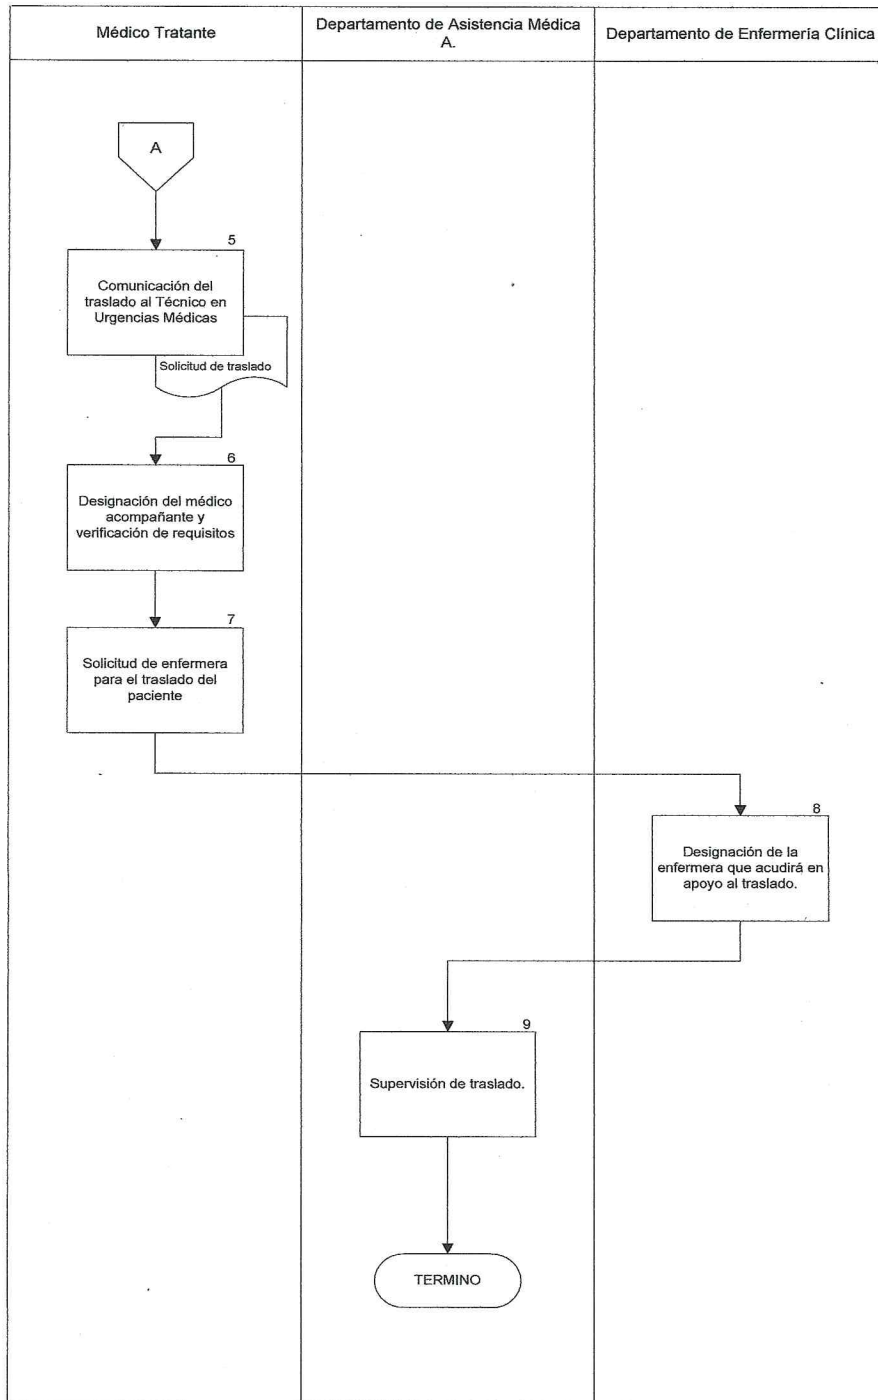 Médico Tratante
Departamento de Asistencia Médica
A.
Departamento de Enfermería Clínica
A
5
Comunicación del
traslado al Técnico en
Urgencias Médicas
Solicitud de traslado
6
Designación del médico
acompañante y
verificación de requisitos
7
Solicitud de enfermera
para el traslado del
paciente
8
Designación de la
enfermera que acudirá en
apoyo al traslado.
9
Supervisión de traslado.
TERMINO